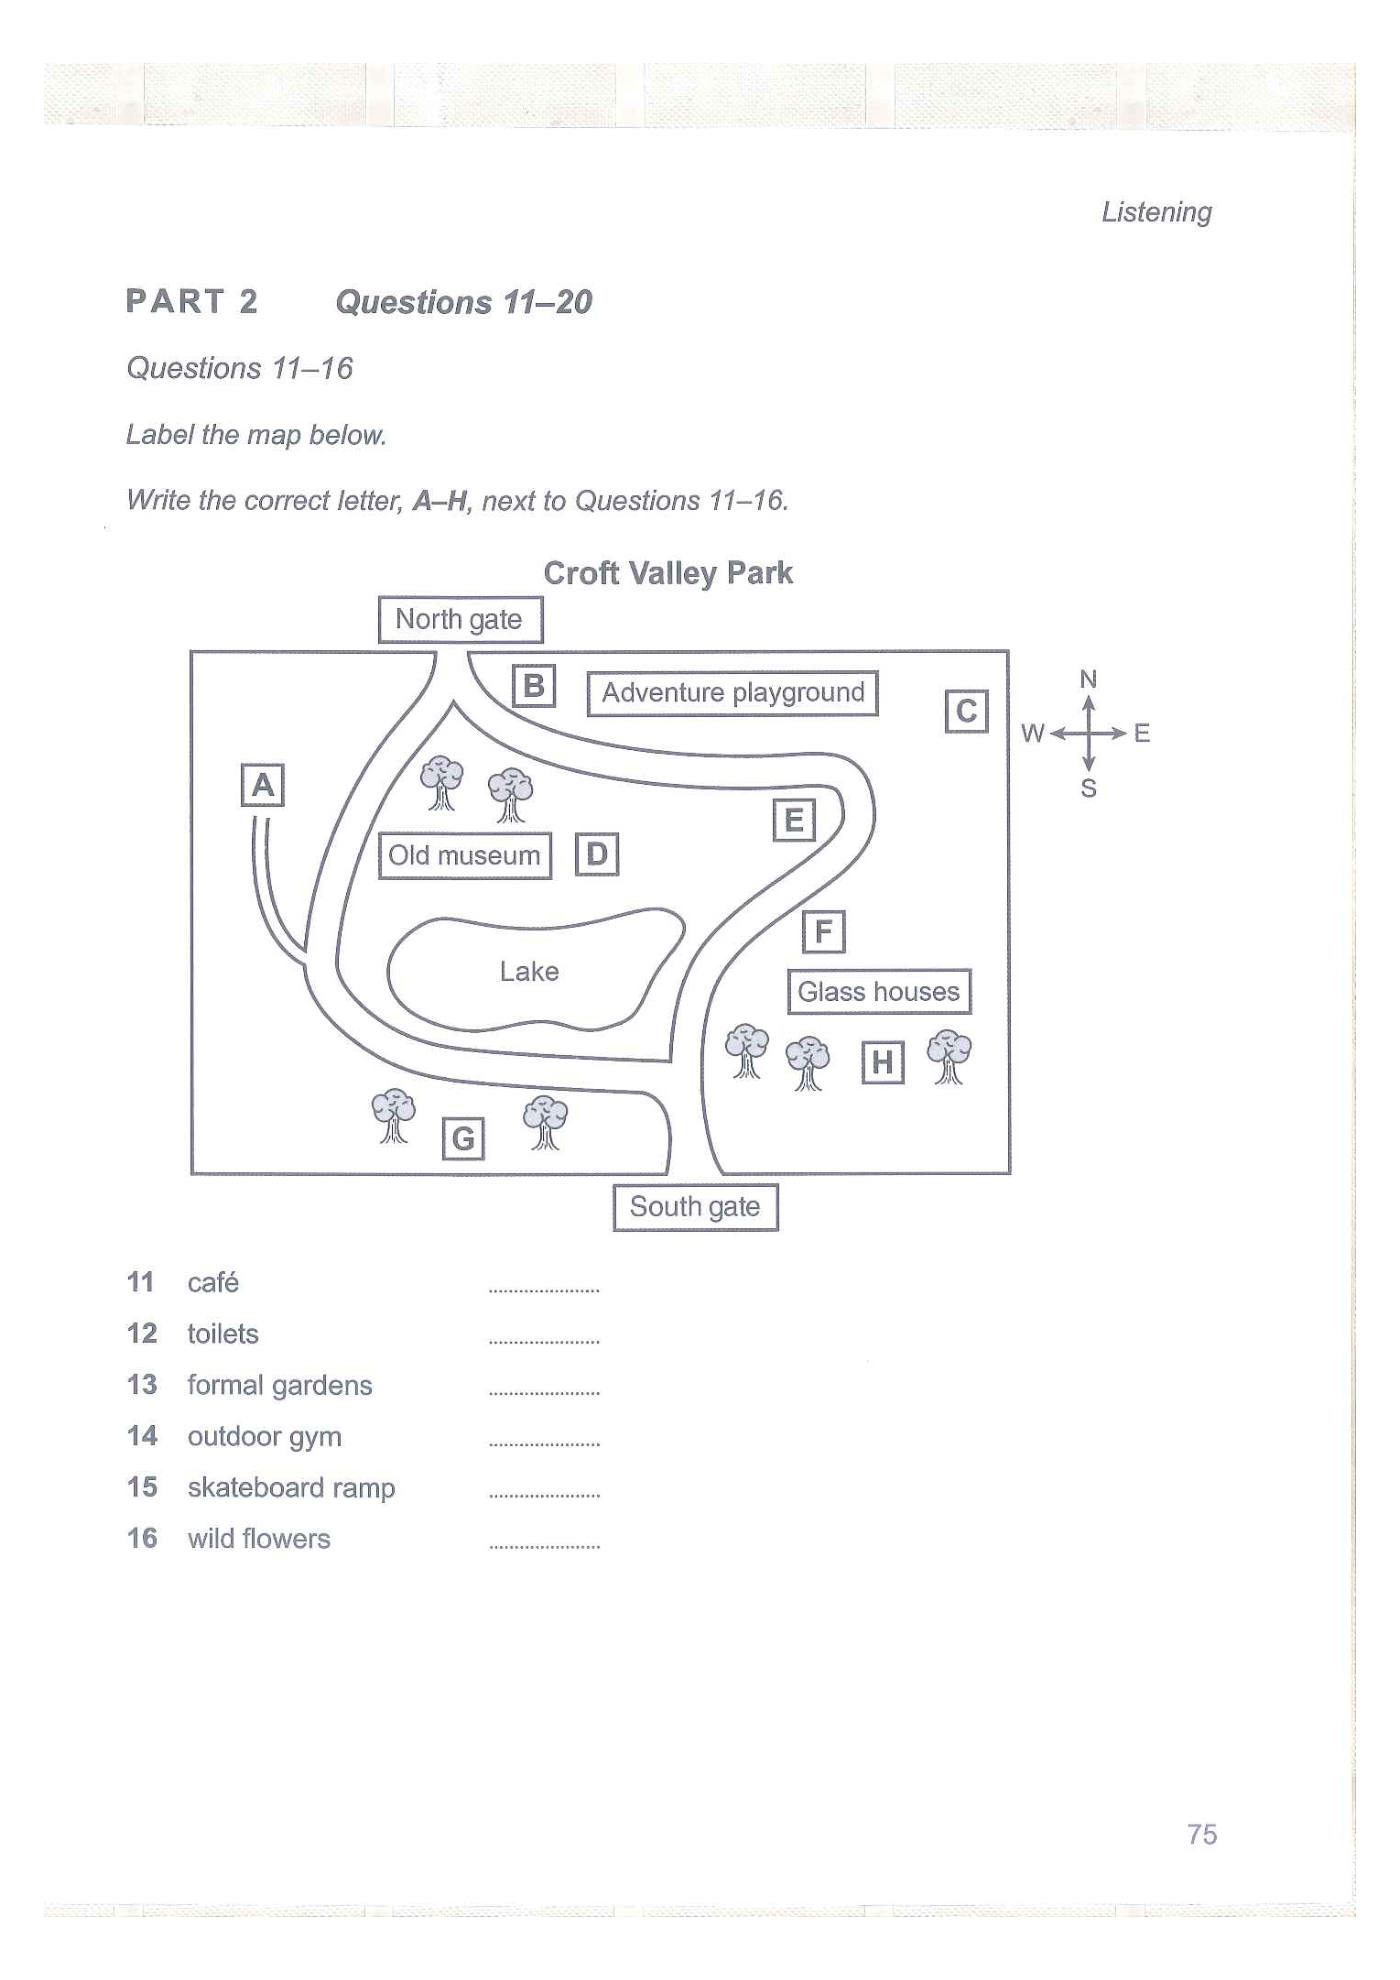 Listening
PART 2 Questions 11–20
Questions 11–16
Label the map below.
Write the correct letter, A–H, next to Questions 11–16.
Croft Valley Park
North gate
B
Adventure playground
C
N
W E
S
A
E
Old museum
D
F
Lake
Glass houses
H
G
South gate
11 café ......................
12 toilets ......................
13 formal gardens ......................
14 outdoor gym ......................
15 skateboard ramp ......................
16 wild flowers ......................
75